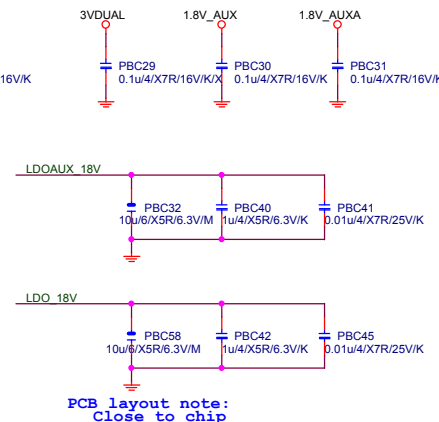 3VDUAL 1.8V_AUX 1.8V_AUXA
PBC29 PBC30 PBC31
16V/K 0.1u/4/X7R/16V/K/X 0.1u/4/X7R/16V/K 0.1u/4/X7R/16V/K
LDOAUX_18V
PBC32 PBC40 PBC41
10u/6/X5R/6.3V/M 1u/4/X5R/6.3V/K 0.01u/4/X7R/25V/K
LDO_18V
PBC58 PBC42 PBC45
10u/6/X5R/6.3V/M 1u/4/X5R/6.3V/K 0.01u/4/X7R/25V/K
PCB layout note:
Close to chip